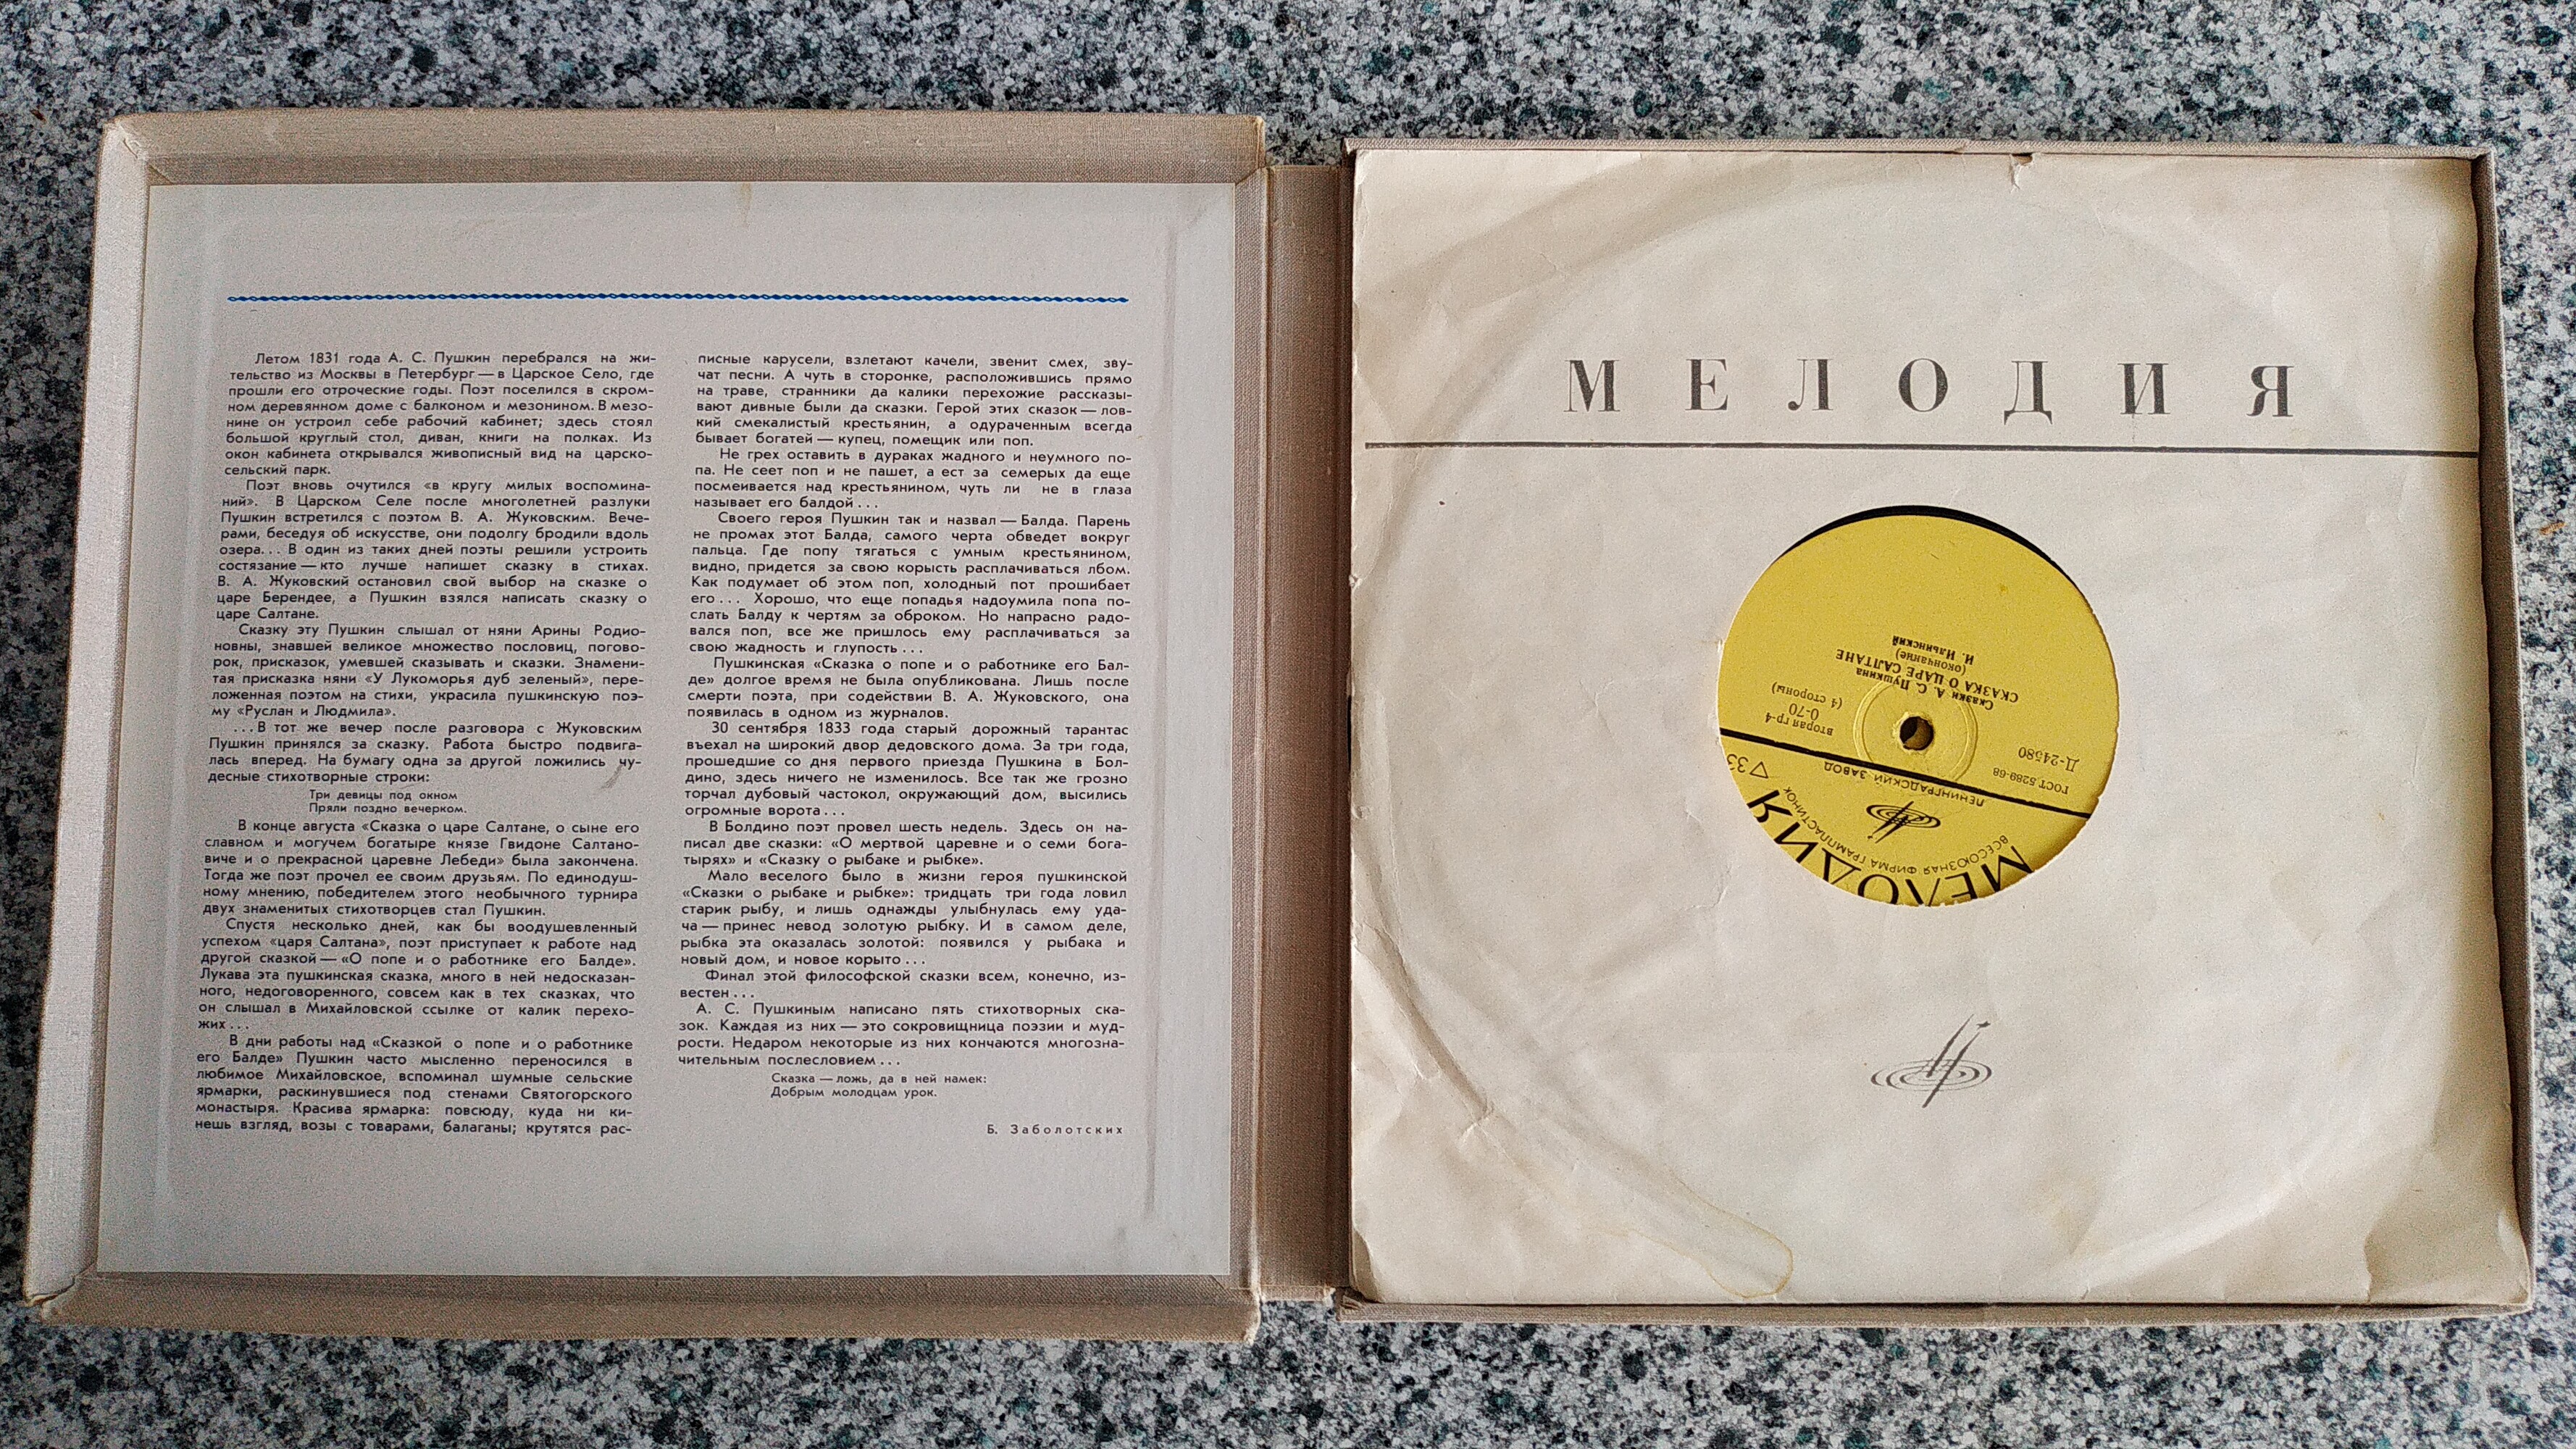 Летом 1831 года А. С. Пушкин перебрался на жи-
тельство из Москвы в Петербург — в Царское Село, где
прошли его отроческие годы. Поэт поселился в скром-
ном деревянном доме с балконом и мезонином. В мезо-
нине он устроил себе рабочий кабинет; здесь стоял
большой круглый стол, диван, книги на полках. Из
окон кабинета открывался живописный вид на царско-
сельский парк.
Поэт вновь очутился «в кругу милых воспомина-
ний». В Царском Селе после многолетней разлуки
Пушкин встретился с поэтом В. А. Жуковским. Вече-
рами, беседуя об искусстве, они подолгу бродили вдоль
озера... В один из таких дней поэты решили устроить
состязание — кто лучше напишет сказку в стихах.
В. А. Жуковский остановил свой выбор на сказке о
царе Берендее, а Пушкин взялся написать сказку о
царе Салтане.
Сказку эту Пушкин слышал от няни Арины Родио-
новны, знавшей великое множество пословиц, погово-
рок, присказок, умевшей сказывать и сказки. Знамени-
тая присказка няни «У Лукоморья дуб зеленый», пере-
ложенная поэтом на стихи, украсила пушкинскую поэ-
му «Руслан и Людмила».
...В тот же вечер после разговора с Жуковским
Пушкин принялся за сказку. Работа быстро подвига-
лась вперед. На бумагу одна за другой ложились чу-
десные стихотворные строки:
Три девицы под окном
Пряли поздно вечерком.
В конце августа «Сказка о царе Салтане, о сыне его
славном и могучем богатыре князе Гвидоне Салтано-
виче и о прекрасной царевне Лебеди» была закончена.
Тогда же поэт прочел ее своим друзьям. По единодуш-
ному мнению, победителем этого необычного турнира
двух знаменитых стихотворцев стал Пушкин.
Спустя несколько дней, как бы воодушевленный
успехом «царя Салтана», поэт приступает к работе над
другой сказкой — «О попе и о работнике его Балде».
Лукава эта пушкинская сказка, много в ней недосказан-
ного, недоговоренного, совсем как в тех сказках, что
он слышал в Михайловской ссылке от калик перехо-
жих...
В дни работы над «Сказкой о попе и о работнике
его Балде» Пушкин часто мысленно переносился в
любимое Михайловское, вспоминал шумные сельские
ярмарки, раскинувшиеся под стенами Святогорского
монастыря. Красива ярмарка: повсюду, куда ни ки-
нешь взгляд, возы с товарами, балаганы; крутятся рас-
писные карусели, взлетают качели, звенит смех, зву-
чат песни. А чуть в сторонке, расположившись прямо
на траве, странники да калики перехожие рассказы-
вают дивные были да сказки. Герой этих сказок — лов-
кий смекалистый крестьянин, а одураченным всегда
бывает богатей — купец, помещик или поп.
Не грех оставить в дураках жадного и неумного по-
па. Не сеет поп и не пашет, а ест за семерых да еще
посмеивается над крестьянином, чуть ли не в глаза
называет его балдой...
Своего героя Пушкин так и назвал — Балда. Парень
не промах этот Балда, самого черта обведет вокруг
пальца. Где попу тягаться с умным крестьянином,
видно, придется за свою корысть расплачиваться лбом.
Как подумает об этом поп, холодный пот прошибает
его... Хорошо, что еще попадья надоумила попа по-
слать Балду к чертям за оброком. Но напрасно радо-
вался поп, все же пришлось ему расплачиваться за
свою жадность и глупость...
Пушкинская «Сказка о попе и о работнике его Бал-
де» долгое время не была опубликована. Лишь после
смерти поэта, при содействии В. А. Жуковского, она
появилась в одном из журналов.
30 сентября 1833 года старый дорожный тарантас
въехал на широкий двор дедовского дома. За три года,
прошедшие со дня первого приезда Пушкина в Бол-
дино, здесь ничего не изменилось. Все так же грозно
торчал дубовый частокол, окружающий дом, высились
огромные ворота...
В Болдино поэт провел шесть недель. Здесь он на-
писал две сказки: «О мертвой царевне и о семи бога-
тырях» и «Сказку о рыбаке и рыбке».
Мало веселого было в жизни героя пушкинской
«Сказки о рыбаке и рыбке»: тридцать три года ловил
старик рыбу, и лишь однажды улыбнулась ему уда-
ча — принес невод золотую рыбку. И в самом деле,
рыбка эта оказалась золотой: появился у рыбака и
новый дом, и новое корыто...
Финал этой философской сказки всем, конечно, из-
вестен...
А. С. Пушкиным написано пять стихотворных ска-
зок. Каждая из них — это сокровищница поэзии и муд-
рости. Недаром некоторые из них кончаются многозна-
чительным послесловием...
Сказка — ложь, да в ней намек:
Добрым молодцам урок.
Б. Заболотских
МЕЛОДИЯ
МЕЛОДИЯ
ВСЕСОЮЗНАЯ ФИРМА ГРАМПЛАСТИНОК
ЛЕНИНГРАДСКИЙ ЗАВОД
33
ГОСТ 5289-68
Д-24580
Вторая гр-4
0-70
(4 стороны)
Сказки А. С. Пушкина
СКАЗКА О ЦАРЕ САЛТАНЕ
(окончание)
И. Ильинский